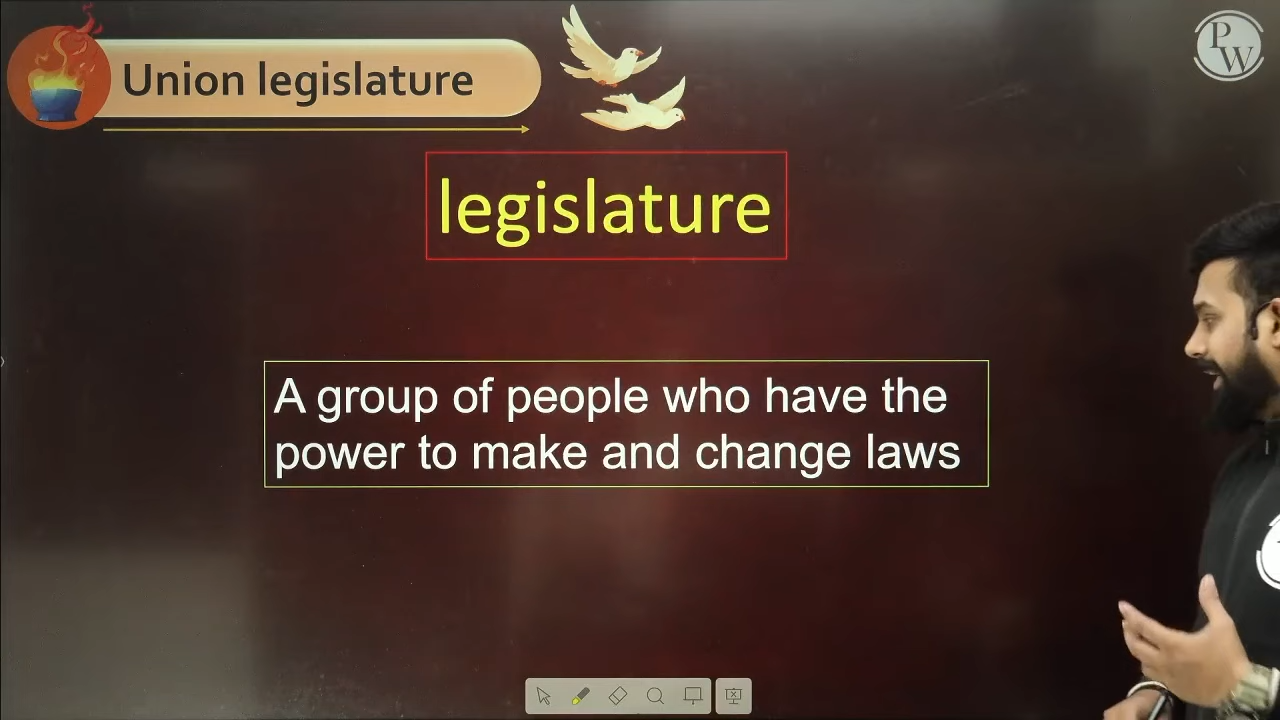 Union legislature
PW
legislature
A group of people who have the
power to make and change laws